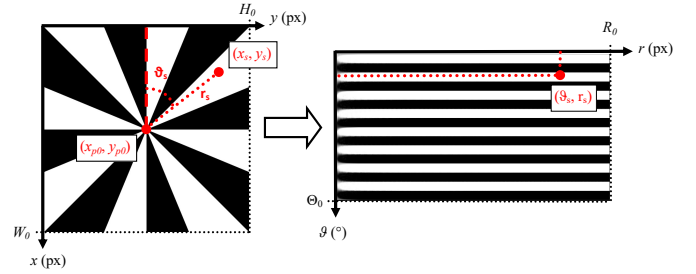 H₀
y (px)
(xₛ, yₛ)
ϑₛ
rₛ
(xₚ₀, yₚ₀)
W₀
x (px)
R₀
r (px)
(ϑₛ, rₛ)
Θ₀
ϑ (°)